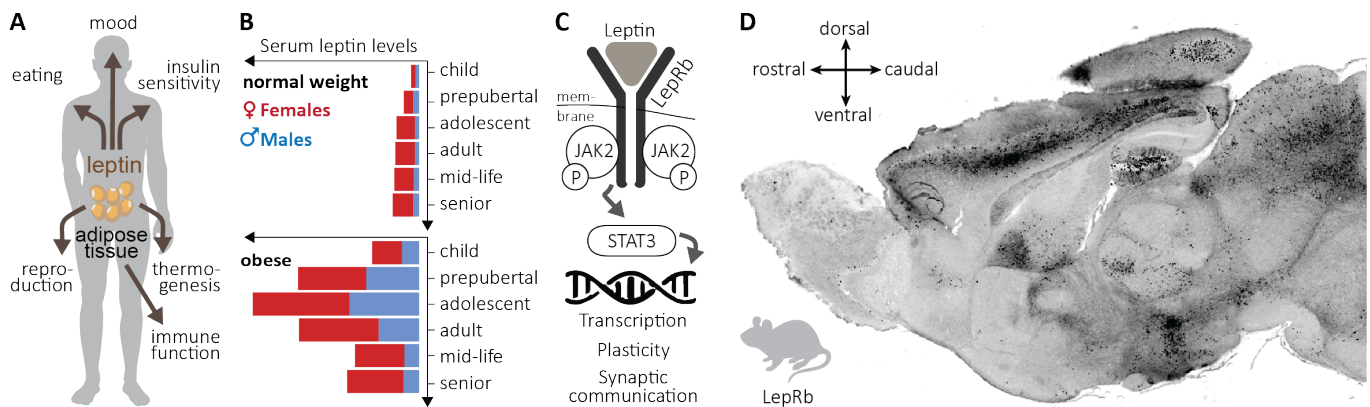 A
mood
eating
insulin
sensitivity
leptin
adipose
tissue
repro-
duction
thermo-
genesis
immune
function
B
Serum leptin levels
normal weight
♀ Females
♂ Males
child
prepubertal
adolescent
adult
mid-life
senior
obese
child
prepubertal
adolescent
adult
mid-life
senior
C
Leptin
LepRb
mem-
brane
JAK2
JAK2
P
P
STAT3
Transcription
Plasticity
Synaptic
communication
D
dorsal
rostral
caudal
ventral
LepRb